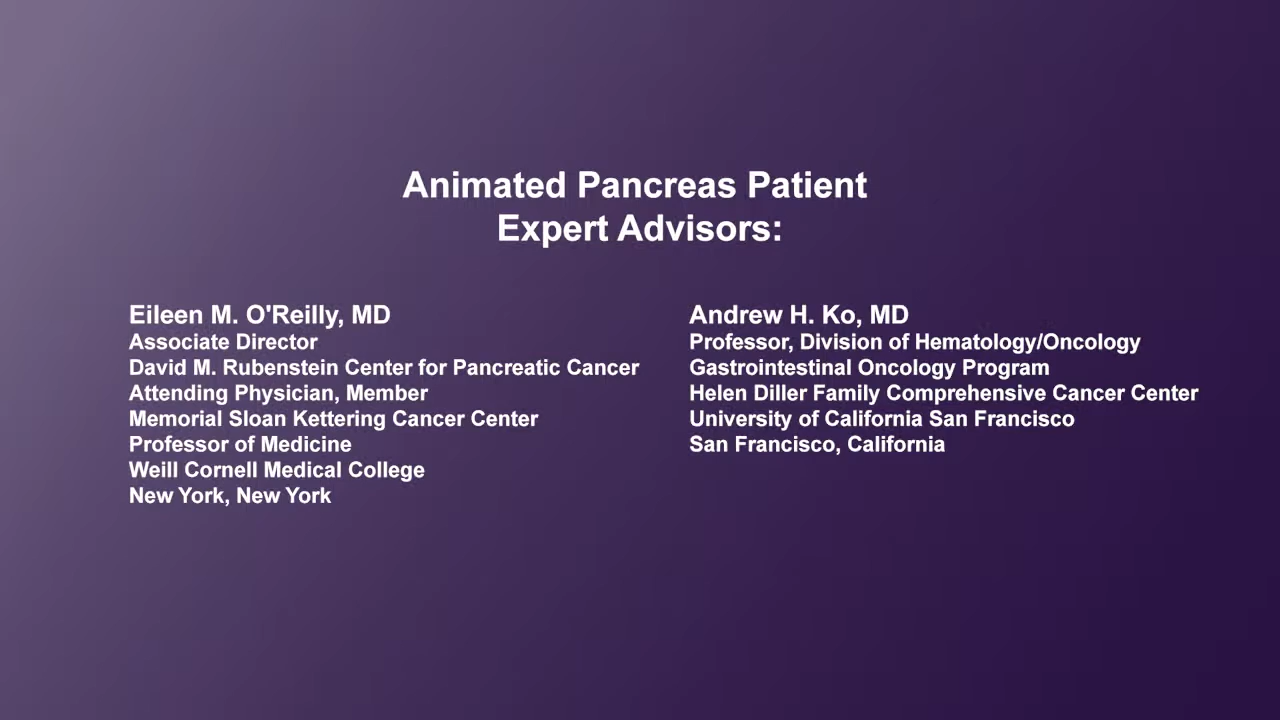 Animated Pancreas Patient
Expert Advisors:
Eileen M. O'Reilly, MD
Associate Director
David M. Rubenstein Center for Pancreatic Cancer
Attending Physician, Member
Memorial Sloan Kettering Cancer Center
Professor of Medicine
Weill Cornell Medical College
New York, New York
Andrew H. Ko, MD
Professor, Division of Hematology/Oncology
Gastrointestinal Oncology Program
Helen Diller Family Comprehensive Cancer Center
University of California San Francisco
San Francisco, California